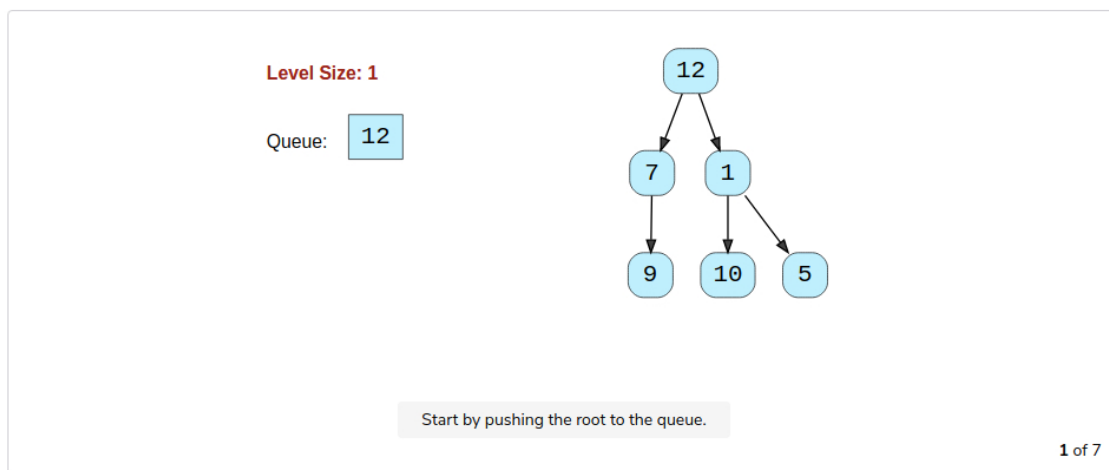 Level Size: 1
Queue: 12
12
7 1
9 10 5
Start by pushing the root to the queue.
1 of 7